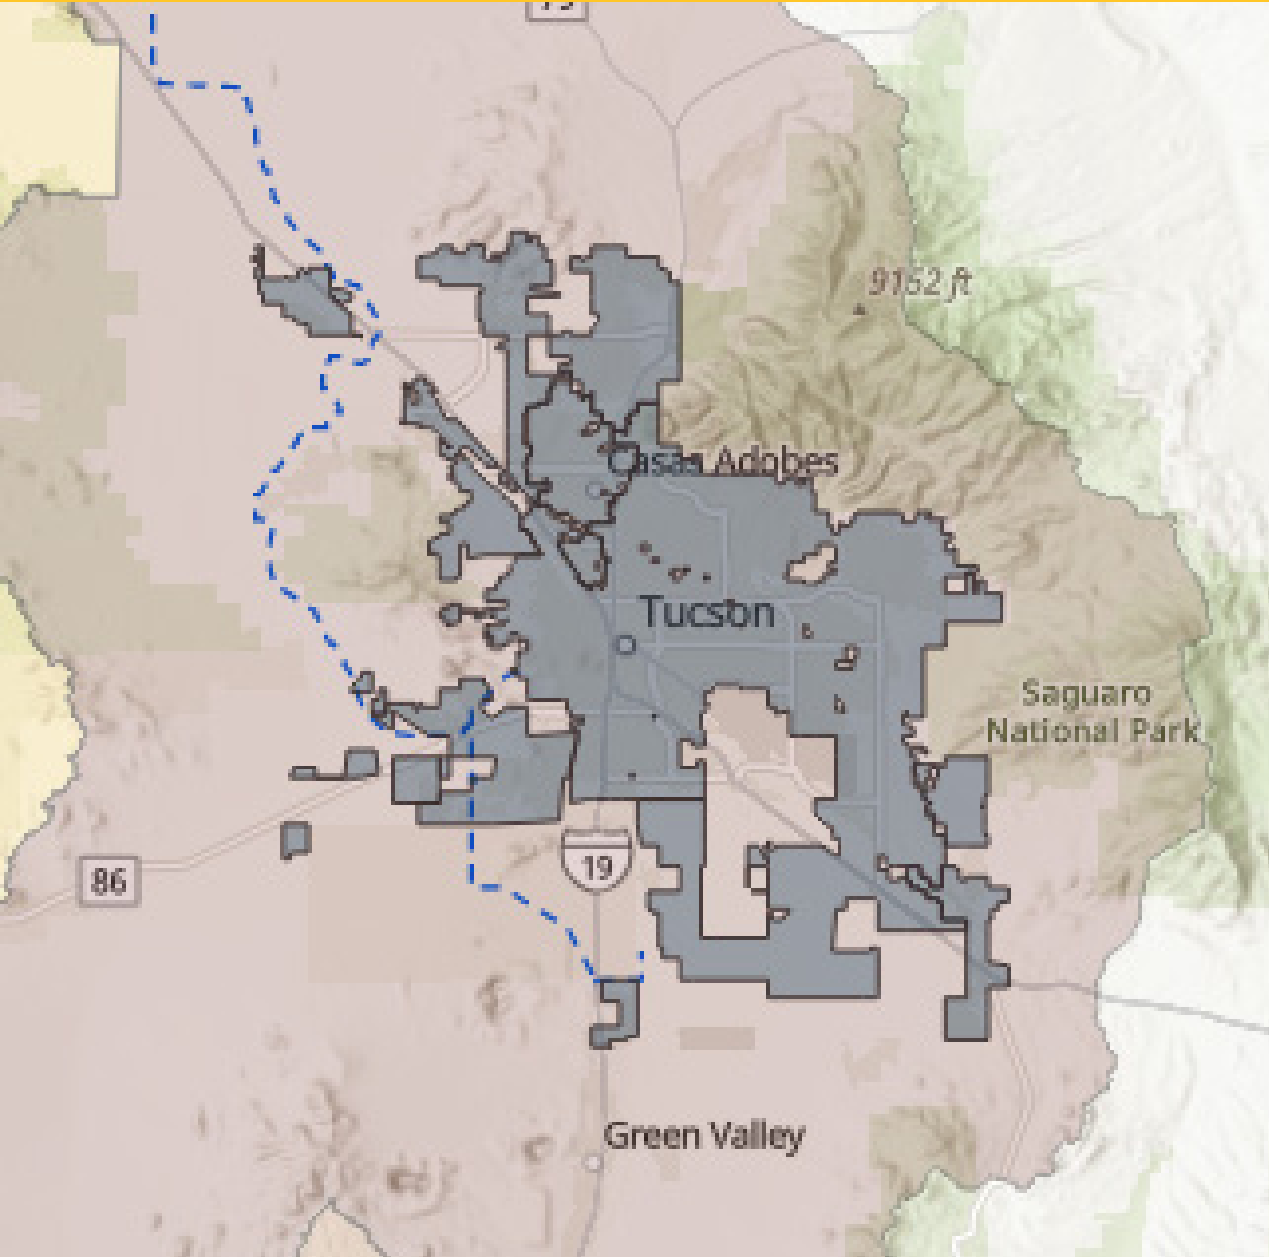 9152 ft
Casas Adobes
Tucson
Saguaro
National Park
19
86
Green Valley